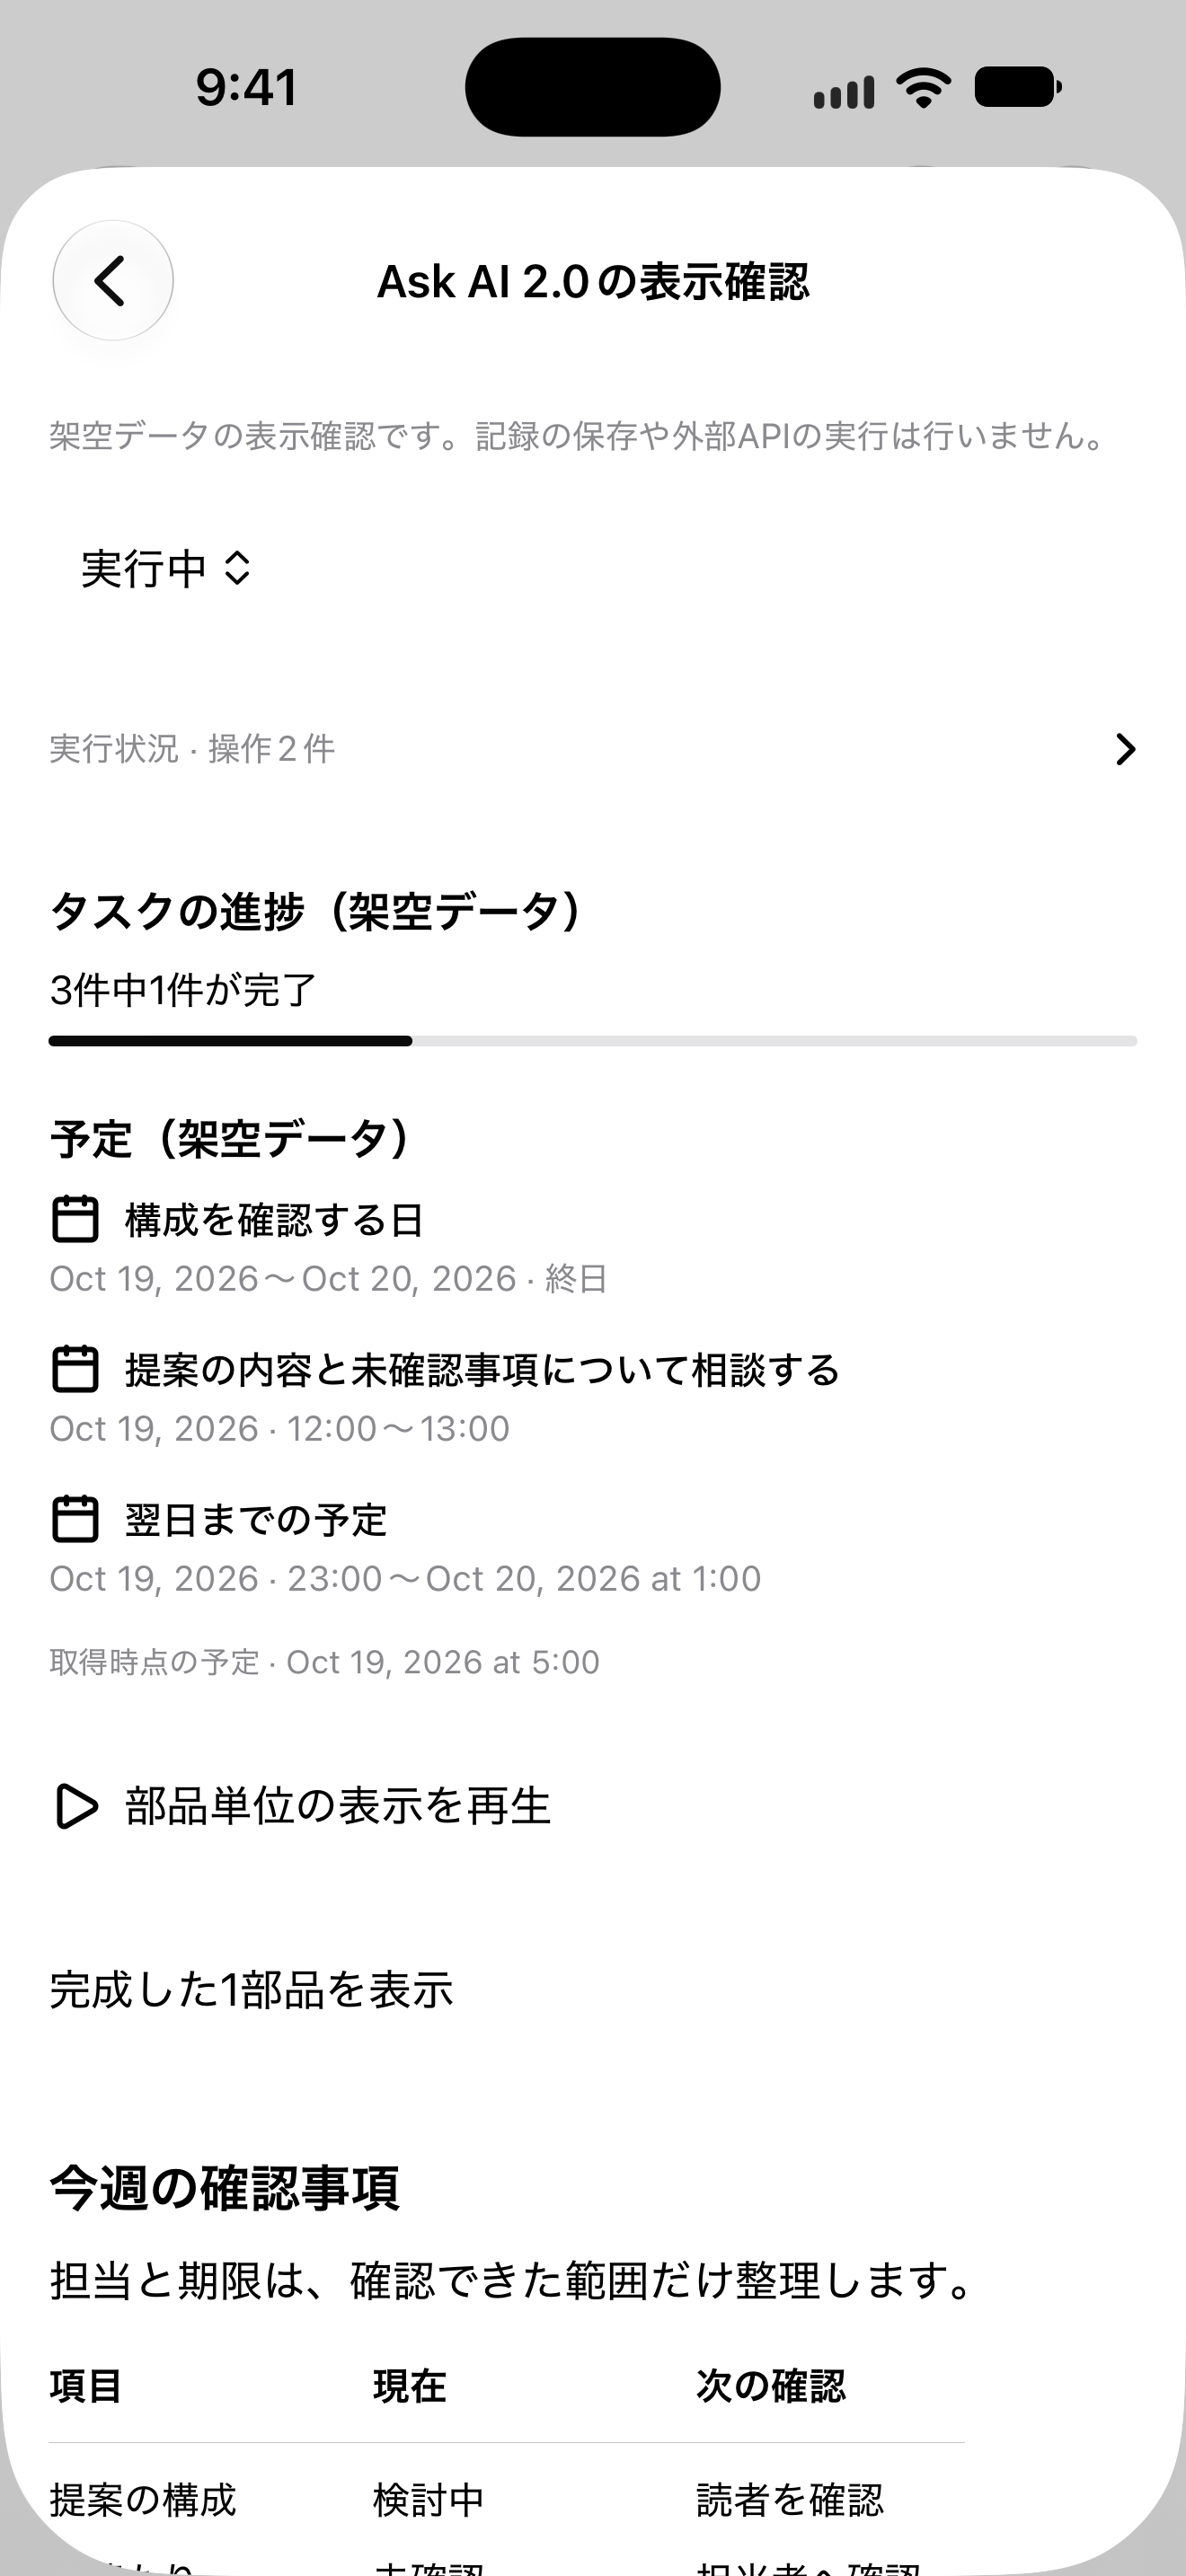 9:41
Ask AI 2.0の表示確認
架空データの表示確認です。記録の保存や外部APIの実行は行いません。
実行中
実行状況 · 操作2件
タスクの進捗（架空データ）
3件中1件が完了
予定（架空データ）
構成を確認する日
Oct 19, 2026～Oct 20, 2026 · 終日
提案の内容と未確認事項について相談する
Oct 19, 2026 · 12:00～13:00
翌日までの予定
Oct 19, 2026 · 23:00～Oct 20, 2026 at 1:00
取得時点の予定 · Oct 19, 2026 at 5:00
部品単位の表示を再生
完成した1部品を表示
今週の確認事項
担当と期限は、確認できた範囲だけ整理します。
項目 現在 次の確認
提案の構成 検討中 読者を確認